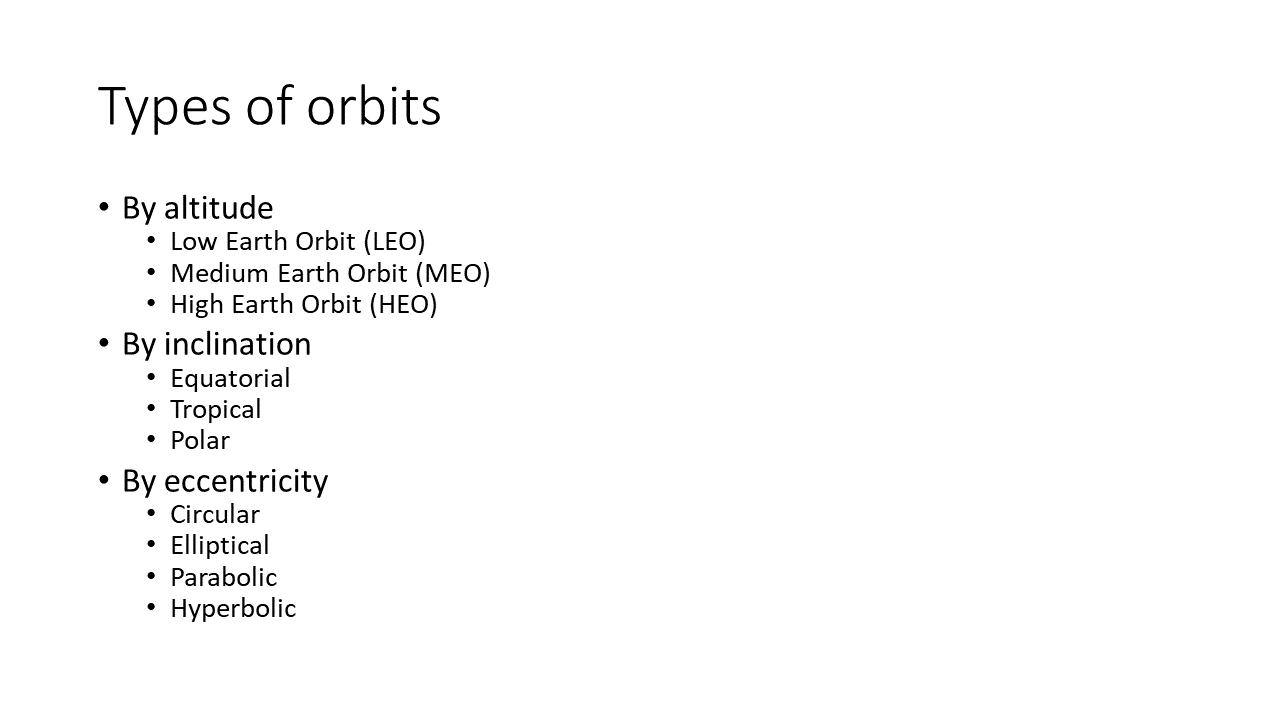 Types of orbits
• By altitude
• Low Earth Orbit (LEO)
• Medium Earth Orbit (MEO)
• High Earth Orbit (HEO)
• By inclination
• Equatorial
• Tropical
• Polar
• By eccentricity
• Circular
• Elliptical
• Parabolic
• Hyperbolic